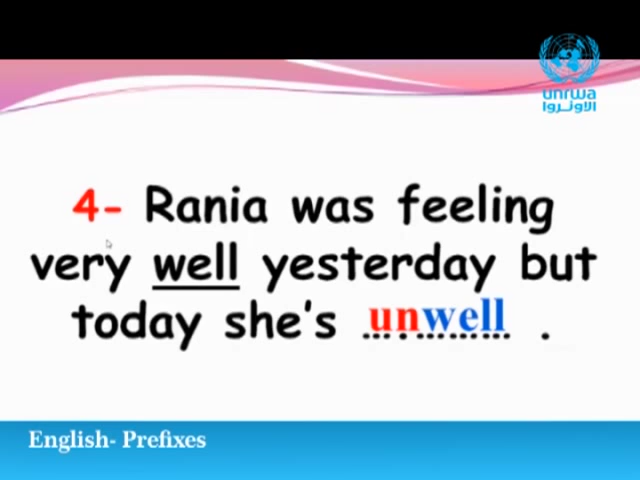 unrwa
الأونروا
4- Rania was feeling
very well yesterday but
today she's unwell .
English- Prefixes